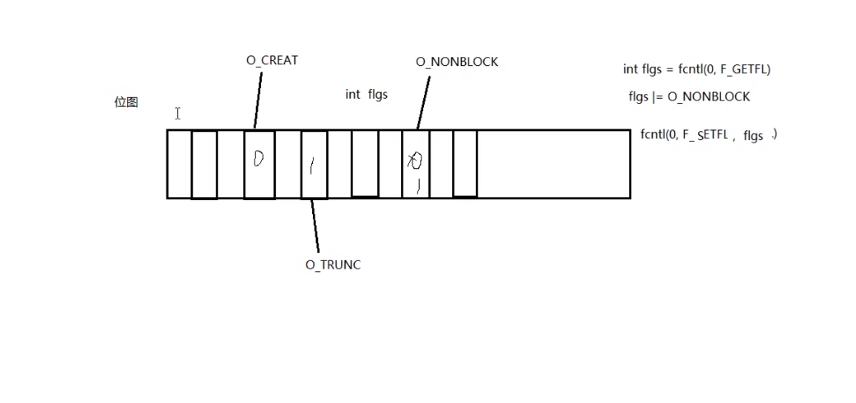 O_CREAT
O_NONBLOCK
int flgs = fcntl(0, F_GETFL)
位图
int flgs
flgs |= O_NONBLOCK
fcntl(0, F_SETFL , flgs .)
0
1
0
1
O_TRUNC